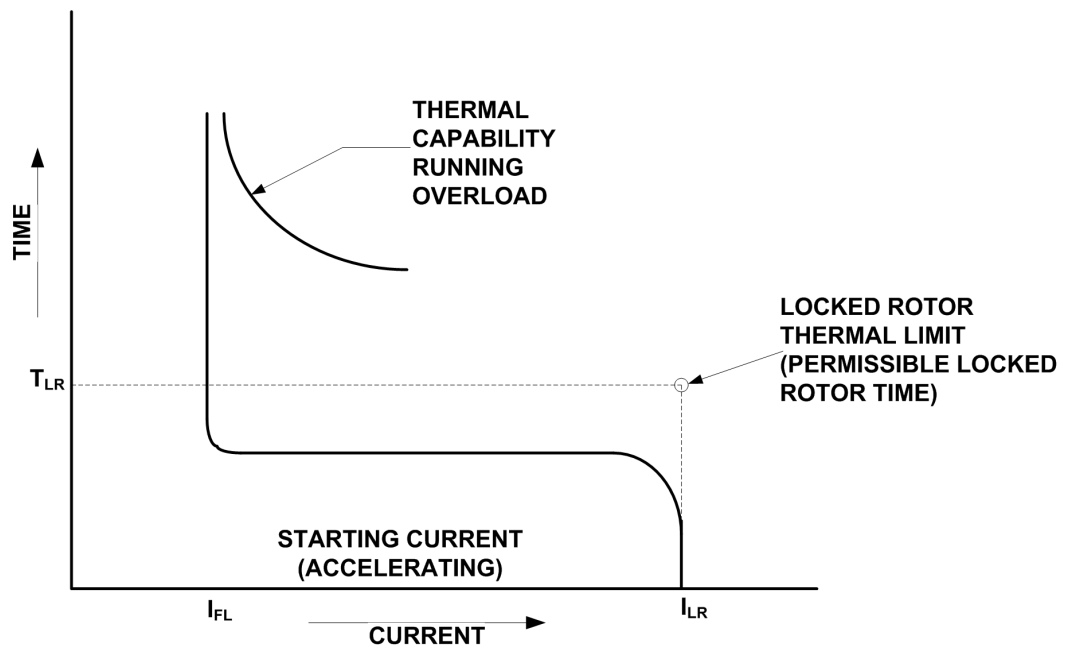 THERMAL
CAPABILITY
RUNNING
OVERLOAD
TIME
LOCKED ROTOR
THERMAL LIMIT
(PERMISSIBLE LOCKED
ROTOR TIME)
TLR
STARTING CURRENT
(ACCELERATING)
IFL
ILR
CURRENT